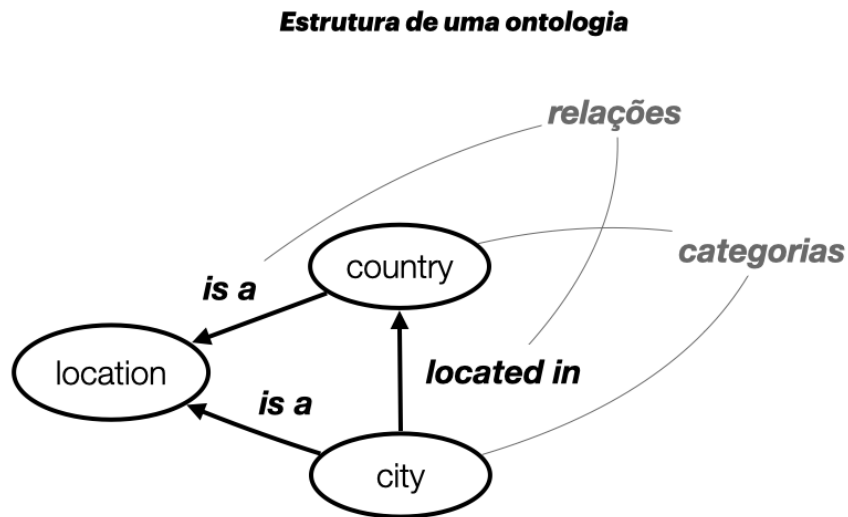 Estrutura de uma ontologia
relações
categorias
country
is a
location
located in
is a
city